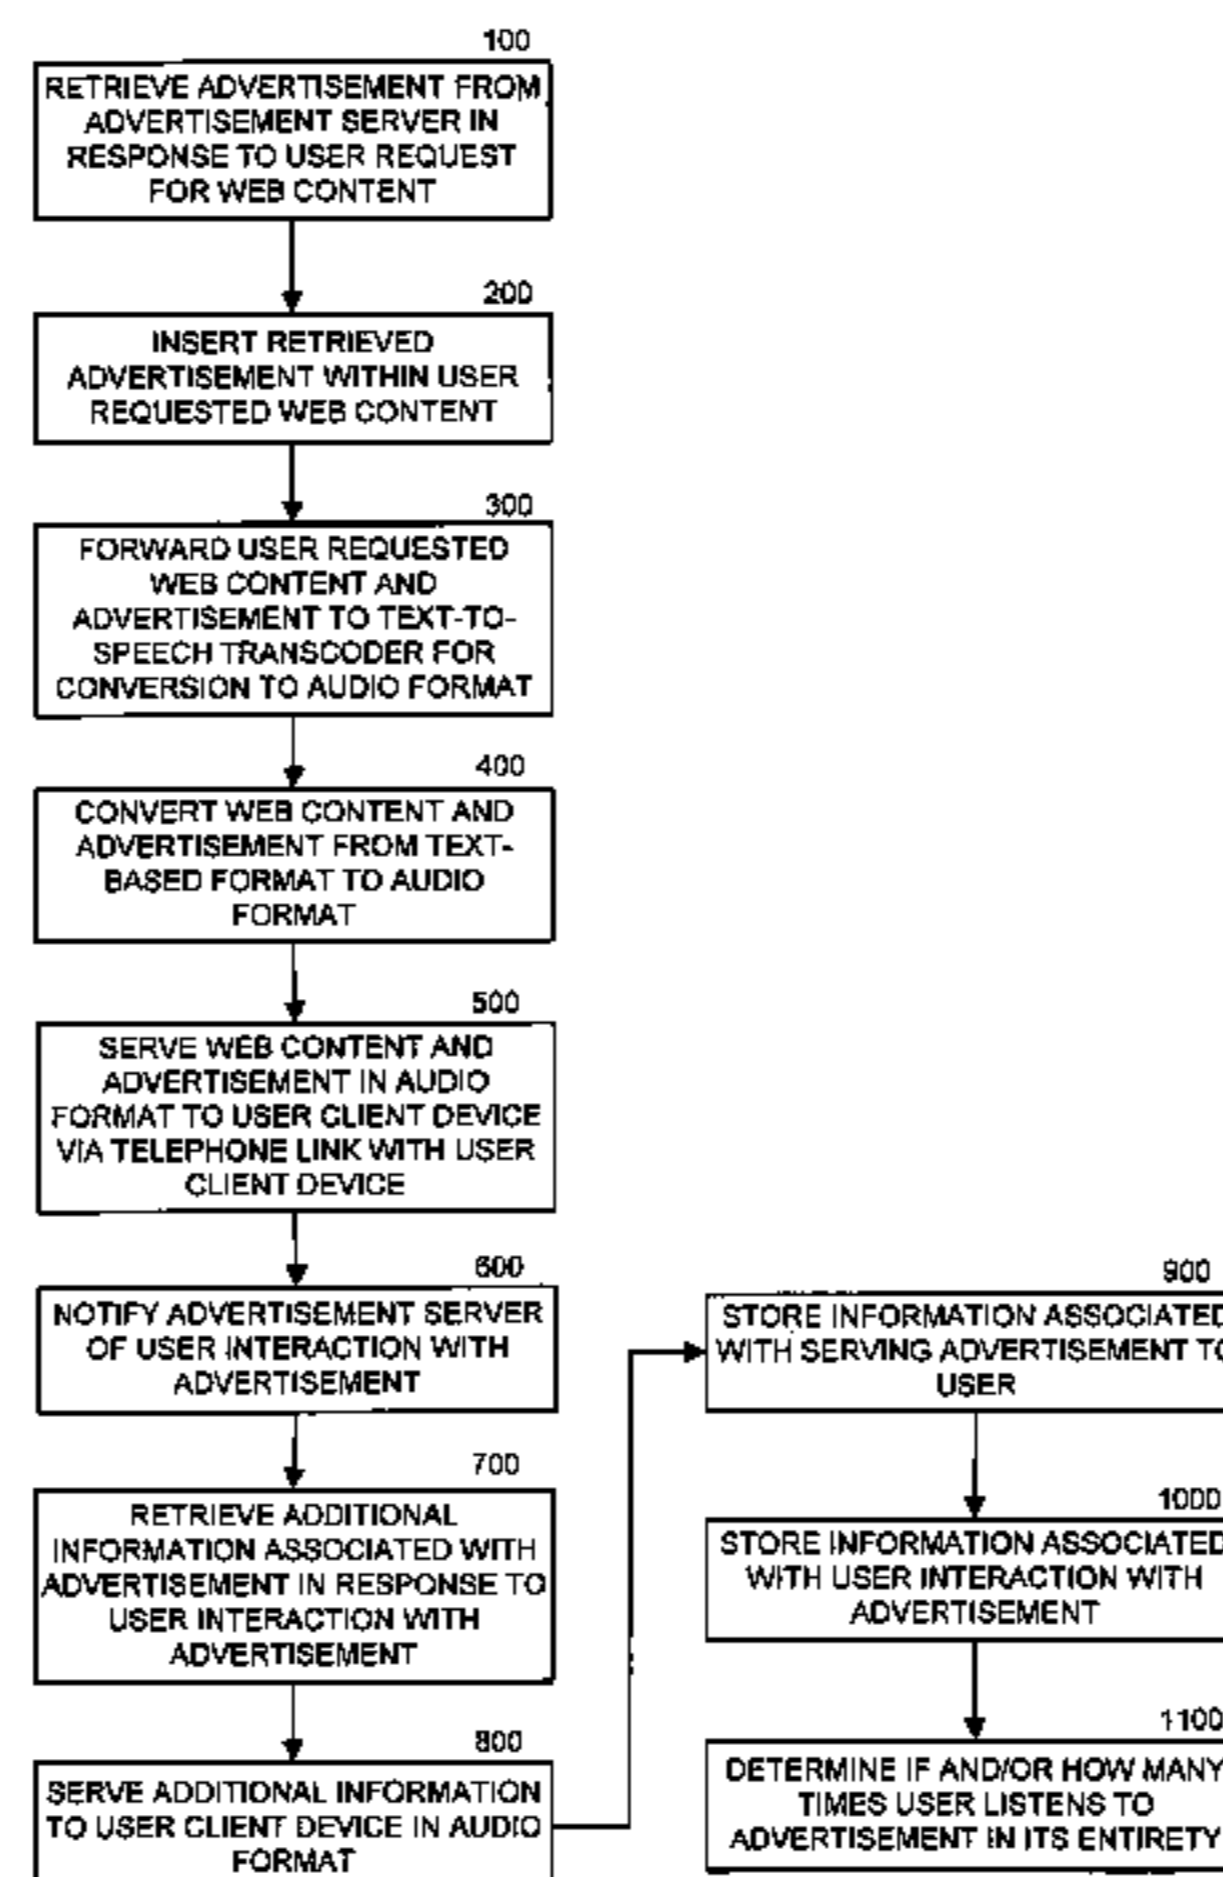 100
RETRIEVE ADVERTISEMENT FROM
ADVERTISEMENT SERVER IN
RESPONSE TO USER REQUEST
FOR WEB CONTENT
200
INSERT RETRIEVED
ADVERTISEMENT WITHIN USER
REQUESTED WEB CONTENT
300
FORWARD USER REQUESTED
WEB CONTENT AND
ADVERTISEMENT TO TEXT-TO-
SPEECH TRANSCODER FOR
CONVERSION TO AUDIO FORMAT
400
CONVERT WEB CONTENT AND
ADVERTISEMENT FROM TEXT-
BASED FORMAT TO AUDIO
FORMAT
500
SERVE WEB CONTENT AND
ADVERTISEMENT IN AUDIO
FORMAT TO USER CLIENT DEVICE
VIA TELEPHONE LINK WITH USER
CLIENT DEVICE
600
NOTIFY ADVERTISEMENT SERVER
OF USER INTERACTION WITH
ADVERTISEMENT
700
RETRIEVE ADDITIONAL
INFORMATION ASSOCIATED WITH
ADVERTISEMENT IN RESPONSE TO
USER INTERACTION WITH
ADVERTISEMENT
800
SERVE ADDITIONAL INFORMATION
TO USER CLIENT DEVICE IN AUDIO
FORMAT
900
STORE INFORMATION ASSOCIATED
WITH SERVING ADVERTISEMENT TO
USER
1000
STORE INFORMATION ASSOCIATED
WITH USER INTERACTION WITH
ADVERTISEMENT
1100
DETERMINE IF AND/OR HOW MANY
TIMES USER LISTENS TO
ADVERTISEMENT IN ITS ENTIRETY